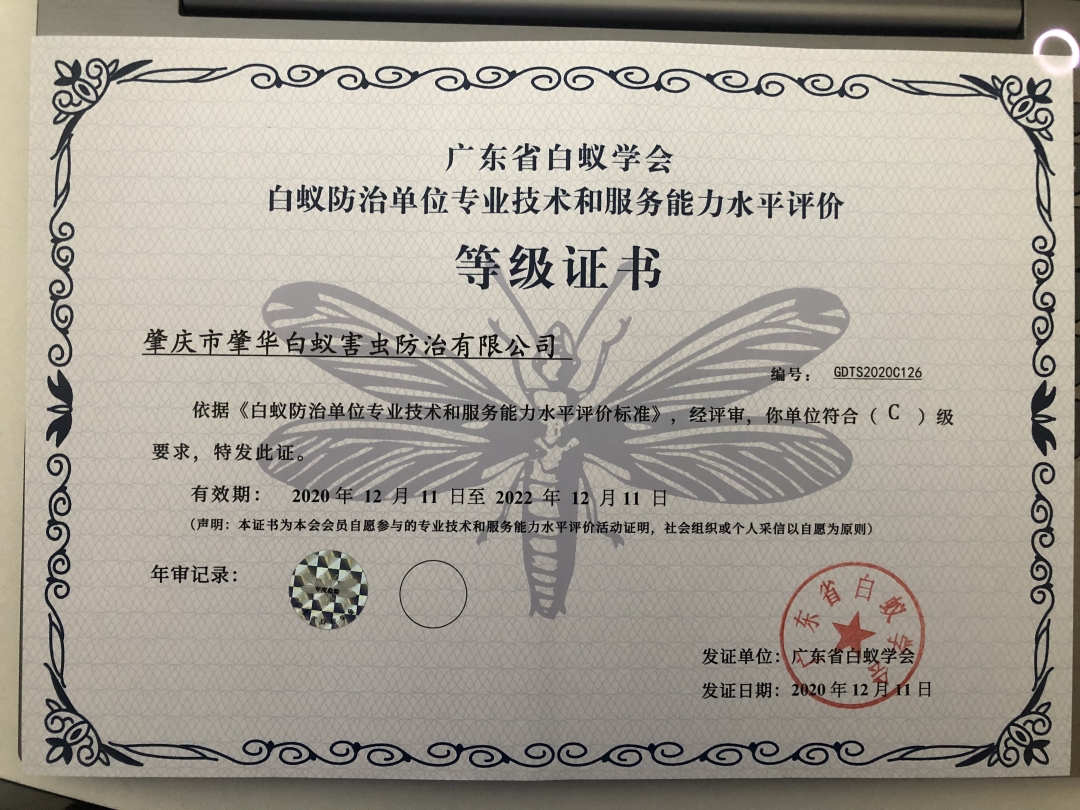 广东省白蚁学会
白蚁防治单位专业技术和服务能力水平评价
等级证书
肇庆市肇华白蚁害虫防治有限公司
编号： GDTS2020C126
依据《白蚁防治单位专业技术和服务能力水平评价标准》，经评审，你单位符合（ C ）级
要求，特发此证。
有效期： 2020 年 12 月 11 日至 2022 年 12 月 11 日
（声明：本证书为本会会员自愿参与的专业技术和服务能力水平评价活动证明，社会组织或个人采信以自愿为原则）
年审记录：
广东省白蚁学会
发证单位：广东省白蚁学会
发证日期：2020 年 12 月 11 日